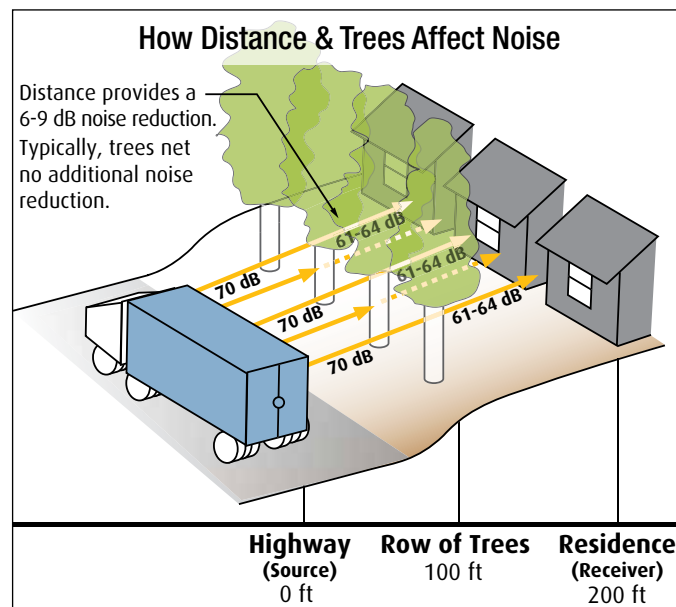 How Distance & Trees Affect Noise
Distance provides a
6-9 dB noise reduction.
Typically, trees net
no additional noise
reduction.
70 dB
61-64 dB
70 dB
61-64 dB
70 dB
61-64 dB
Highway
(Source)
0 ft
Row of Trees
100 ft
Residence
(Receiver)
200 ft